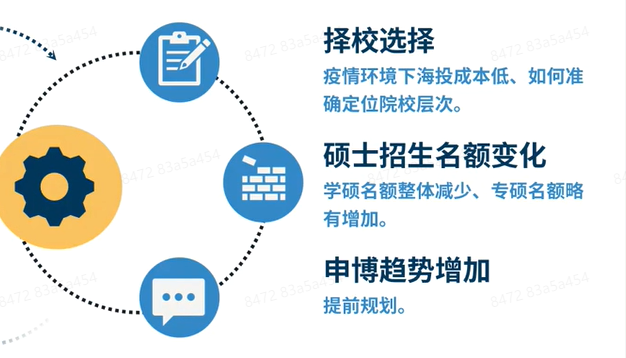 择校选择
疫情环境下海投成本低、如何准
确定位院校层次。
硕士招生名额变化
学硕名额整体减少、专硕名额略
有增加。
申博趋势增加
提前规划。
8472 83a5a454
8472 83a5a454
8472 83a5a454
8472 83a5a454
8472 83a5a454